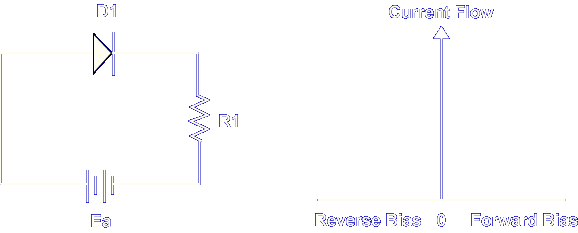 D1
R1
Ea
Current Flow
Reverse Bias 0 Forward Bias